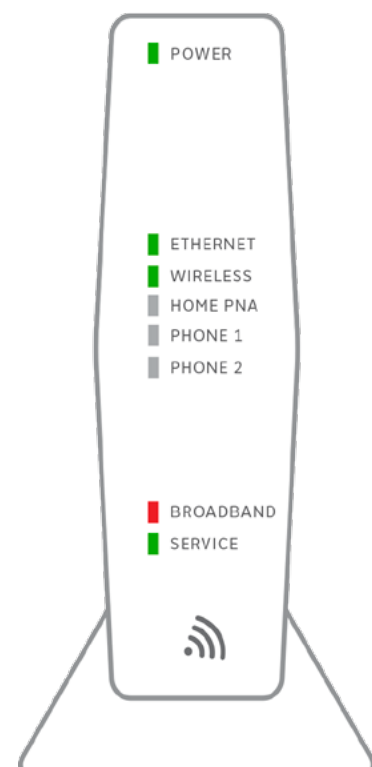 POWER
ETHERNET
WIRELESS
HOME PNA
PHONE 1
PHONE 2
BROADBAND
SERVICE